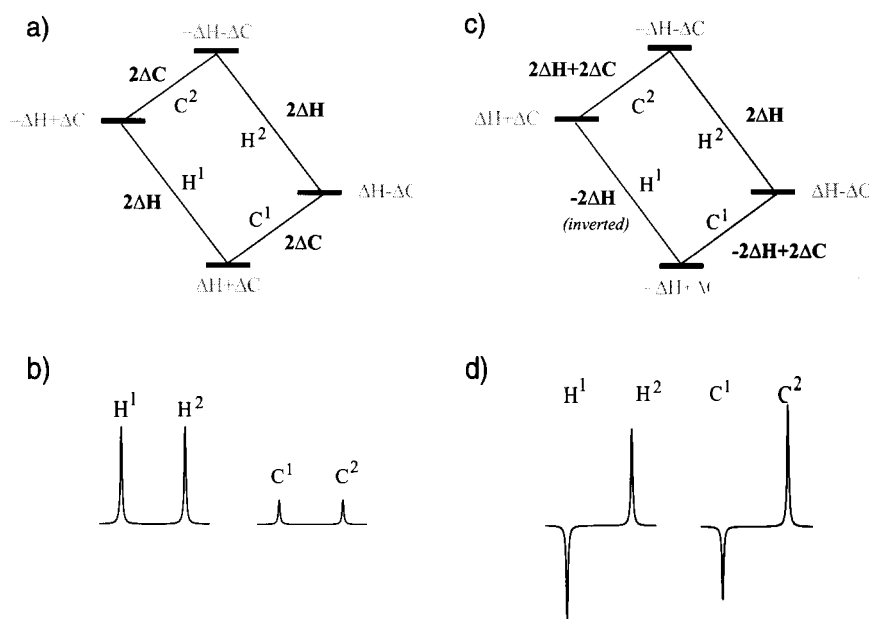 a)
-ΔH-ΔC
2ΔC
C²
-ΔH+ΔC
2ΔH
H²
H¹
2ΔH
ΔH-ΔC
C¹
2ΔC
ΔH+ΔC
c)
-ΔH-ΔC
2ΔH+2ΔC
C²
ΔH+ΔC
2ΔH
H²
H¹
-2ΔH
(inverted)
ΔH-ΔC
C¹
-2ΔH+2ΔC
-ΔH+ΔC
b)
H¹ H²
C¹ C²
d)
H¹ H² C¹ C²